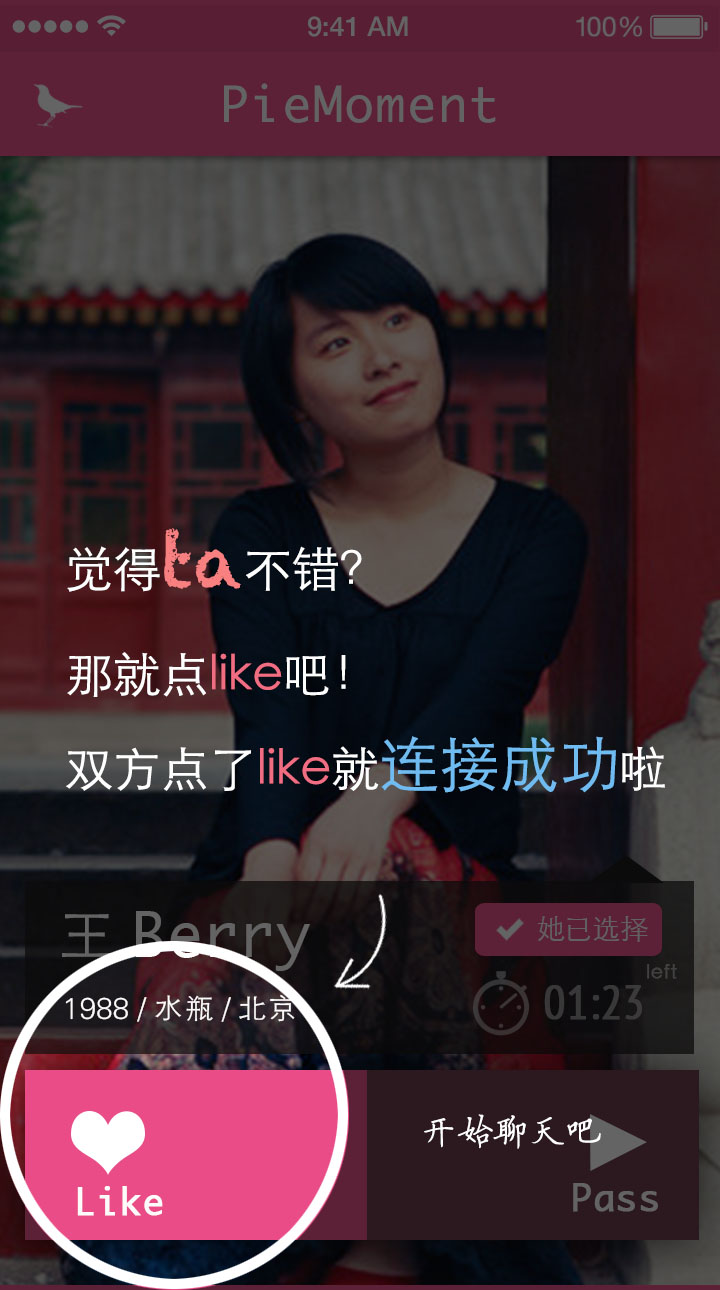 9:41 AM 100%
PieMoment
觉得ta不错?
那就点like吧!
双方点了like就连接成功啦
王 Berry
她已选择
left
01:23
1988 / 水瓶 / 北京
开始聊天吧
Like
Pass